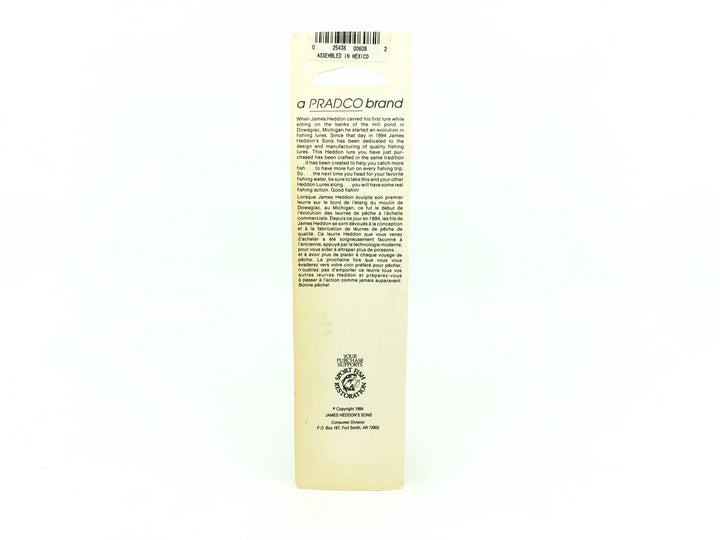 0 25436 00608 2
ASSEMBLED IN MEXICO
a PRADCO brand
When James Heddon carved his first lure while
sitting on the banks of the mill pond in
Dowagiac, Michigan he started an evolution in
fishing lures. Since that day in 1894 James
Heddon's Sons has been dedicated to the
design and manufacturing of quality fishing
lures. This Heddon lure you have just pur-
chased has been crafted in the same tradition
. . . it has been created to help you catch more
fish . . . to have more fun on every fishing trip.
So . . . the next time you head for your favorite
fishing water, be sure to take this and your other
Heddon Lures along . . . you will have some real
fishing action. Good fishin!
Lorsque James Heddon sculpta son premier
leurre sur le bord de l'étang du moulin de
Dowagiac, au Michigan, ce fut le début de
l'évolution des leurres de pêche à l'échelle
commerciale. Depuis ce jour en 1894, les fils de
James Heddon se sont dévoués à la conception
et à la fabrication de leurres de pêche de
qualité. Ce leurre Heddon que vous venez
d'acheter a été soigneusement façonné à
l'ancienne, appuyé par la technologie moderne,
pour vous aider à attraper plus de poissons . . .
et à avoir plus de plaisir à chaque voyage de
pêche. La prochaine fois que vous vous
évaderez vers votre coin préféré pour pêcher,
n'oubliez pas d'emporter ce leurre tous vos
autres leurres Heddon et préparez-vous
à passer à l'action comme jamais auparavant.
Bonne pêche!
YOUR
PURCHASE
SUPPORTS
SPORT FISH
RESTORATION
© Copyright 1984
JAMES HEDDON'S SONS
Consumer Division
P.O. Box 167, Fort Smith, AR 72902